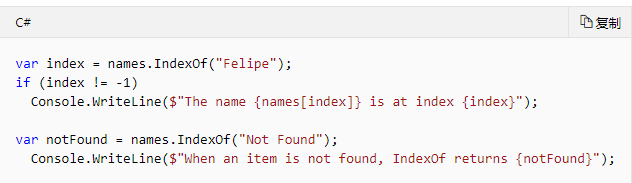 C#
复制
var index = names.IndexOf("Felipe");
if (index != -1)
  Console.WriteLine($"The name {names[index]} is at index {index}");

var notFound = names.IndexOf("Not Found");
  Console.WriteLine($"When an item is not found, IndexOf returns {notFound}");